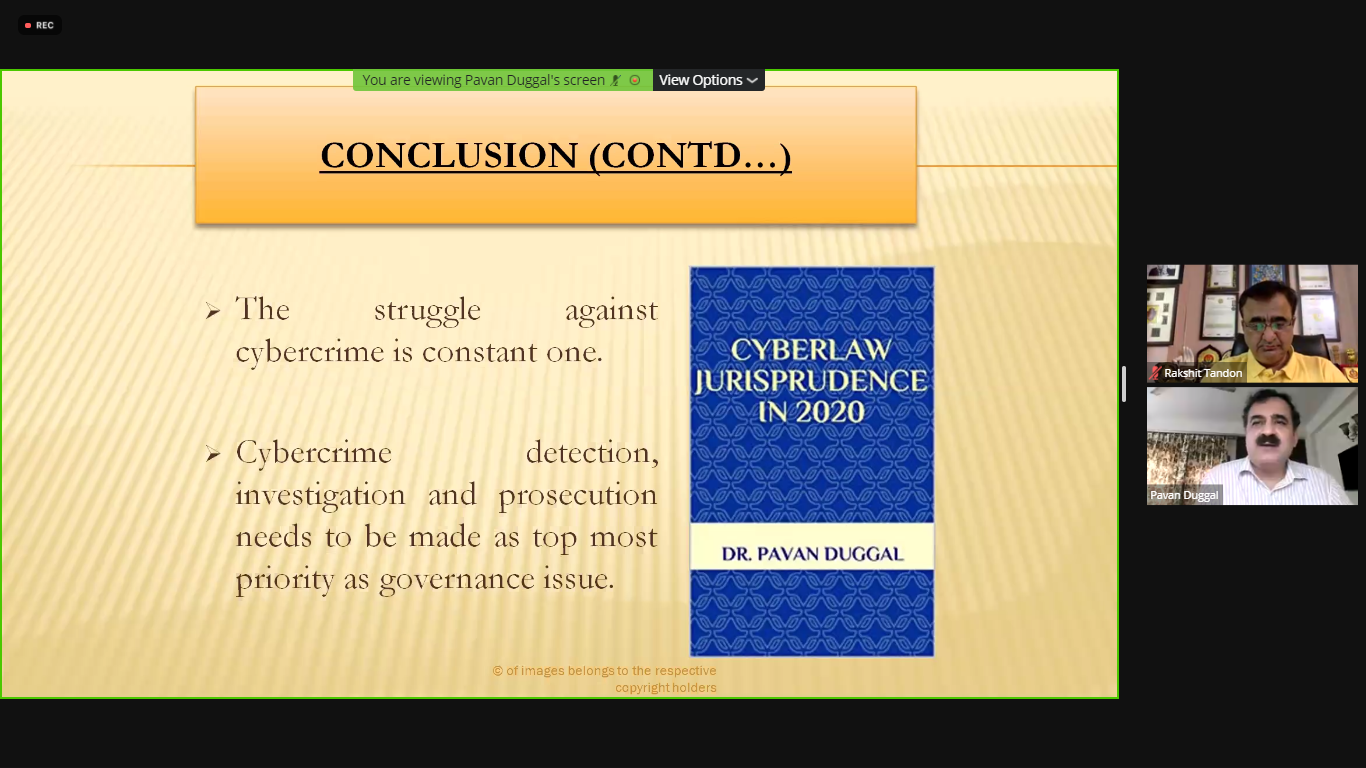 REC
You are viewing Pavan Duggal's screen
View Options
CONCLUSION (CONTD...)
The struggle against
cybercrime is constant one.
Cybercrime detection,
investigation and prosecution
needs to be made as top most
priority as governance issue.
CYBERLAW
JURISPRUDENCE
IN 2020
DR. PAVAN DUGGAL
© of images belongs to the respective
copyright holders
Rakshit Tandon
Pavan Duggal